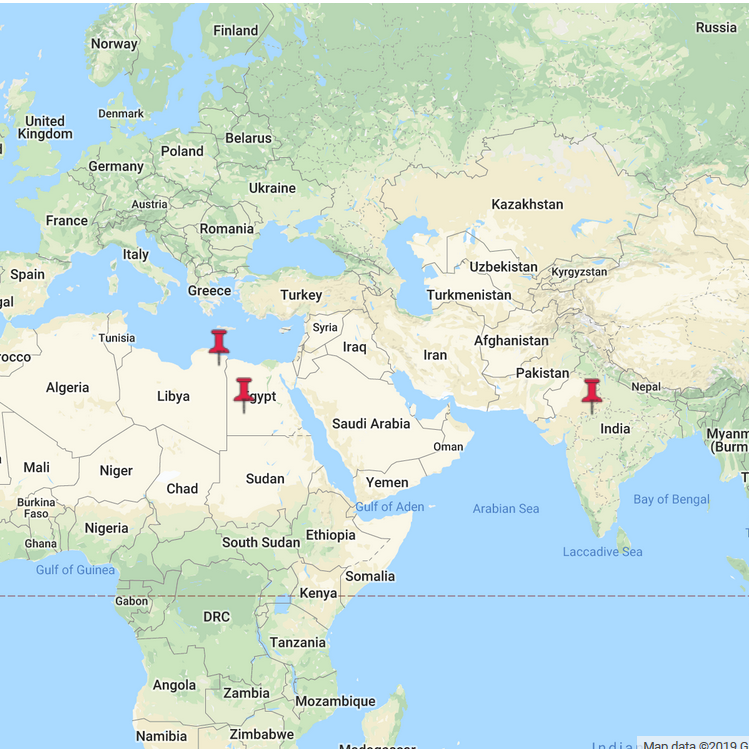 Finland
Russia
Norway
Denmark
United
Kingdom
Belarus
Poland
Germany
Ukraine
Austria
Kazakhstan
France
Romania
Italy
Uzbekistan
Kyrgyzstan
Spain
Greece
Turkey
Turkmenistan
gal
Syria
Tunisia
Afghanistan
Iraq
Iran
rocco
Pakistan
Nepal
Algeria
Libya
gypt
Saudi Arabia
India
Myanm
(Burm
Oman
Mali
Niger
Sudan
Chad
Yemen
Burkina
Faso
Gulf of Aden
Arabian Sea
Bay of Bengal
Nigeria
Ethiopia
Ghana
South Sudan
Laccadive Sea
Gulf of Guinea
Somalia
Kenya
Gabon
DRC
Tanzania
Angola
Zambia
Mozambique
Namibia
Zimbabwe
Indian
Map data ©2019 G